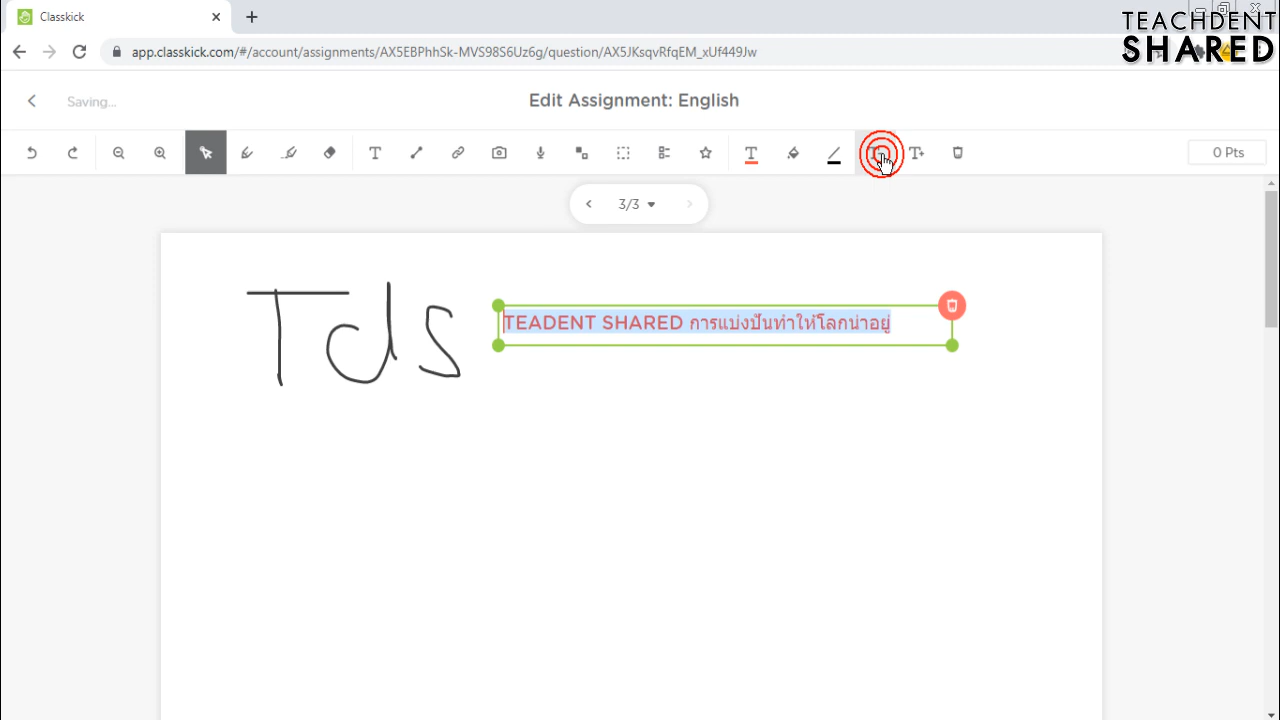 Classkick
TEACHDENT
SHARED
app.classkick.com/#/account/assignments/AX5EBPhhSk-MVS98S6Uz6g/question/AX5JKsqvRfqEM_xUf449Jw
Saving...
Edit Assignment: English
0 Pts
3/3
Tds
TEADENT SHARED การแบ่งปันทำให้โลกน่าอยู่